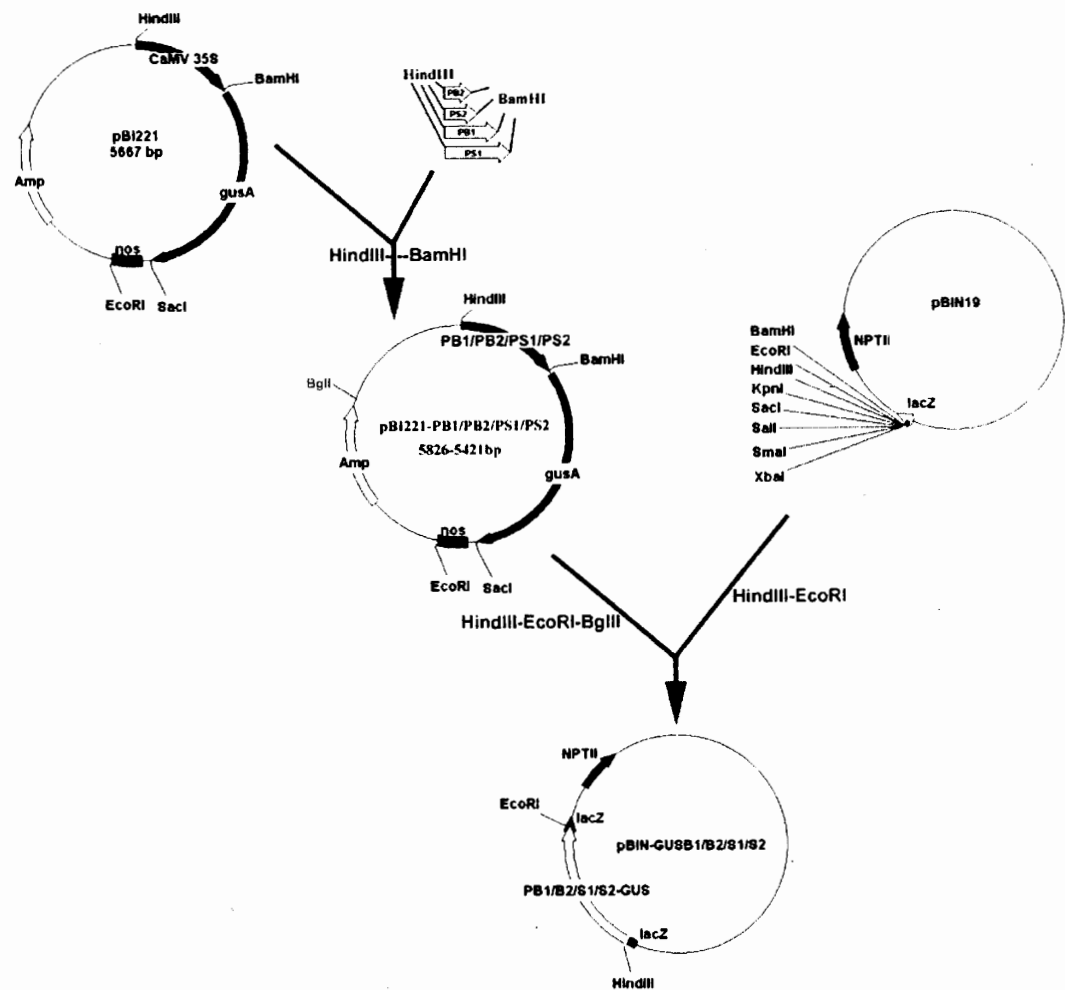 HindIII
CaMV 35S
BamHI
pBI221
5667 bp
Amp
gusA
nos
EcoRI
SacI
HindIII
PB2
PS2
BamHI
PB1
PS1
HindIII----BamHI
HindIII
PB1/PB2/PS1/PS2
BamHI
BglI
pBI221-PB1/PB2/PS1/PS2
5826-5421bp
Amp
gusA
nos
EcoRI
SacI
pBIN19
NPTII
BamHI
EcoRI
HindIII
KpnI
SacI
SalI
SmaI
XbaI
lacZ
HindIII-EcoRI-BglII
HindIII-EcoRI
NPTII
EcoRI
lacZ
pBIN-GUSB1/B2/S1/S2
PB1/B2/S1/S2-GUS
lacZ
HindIII